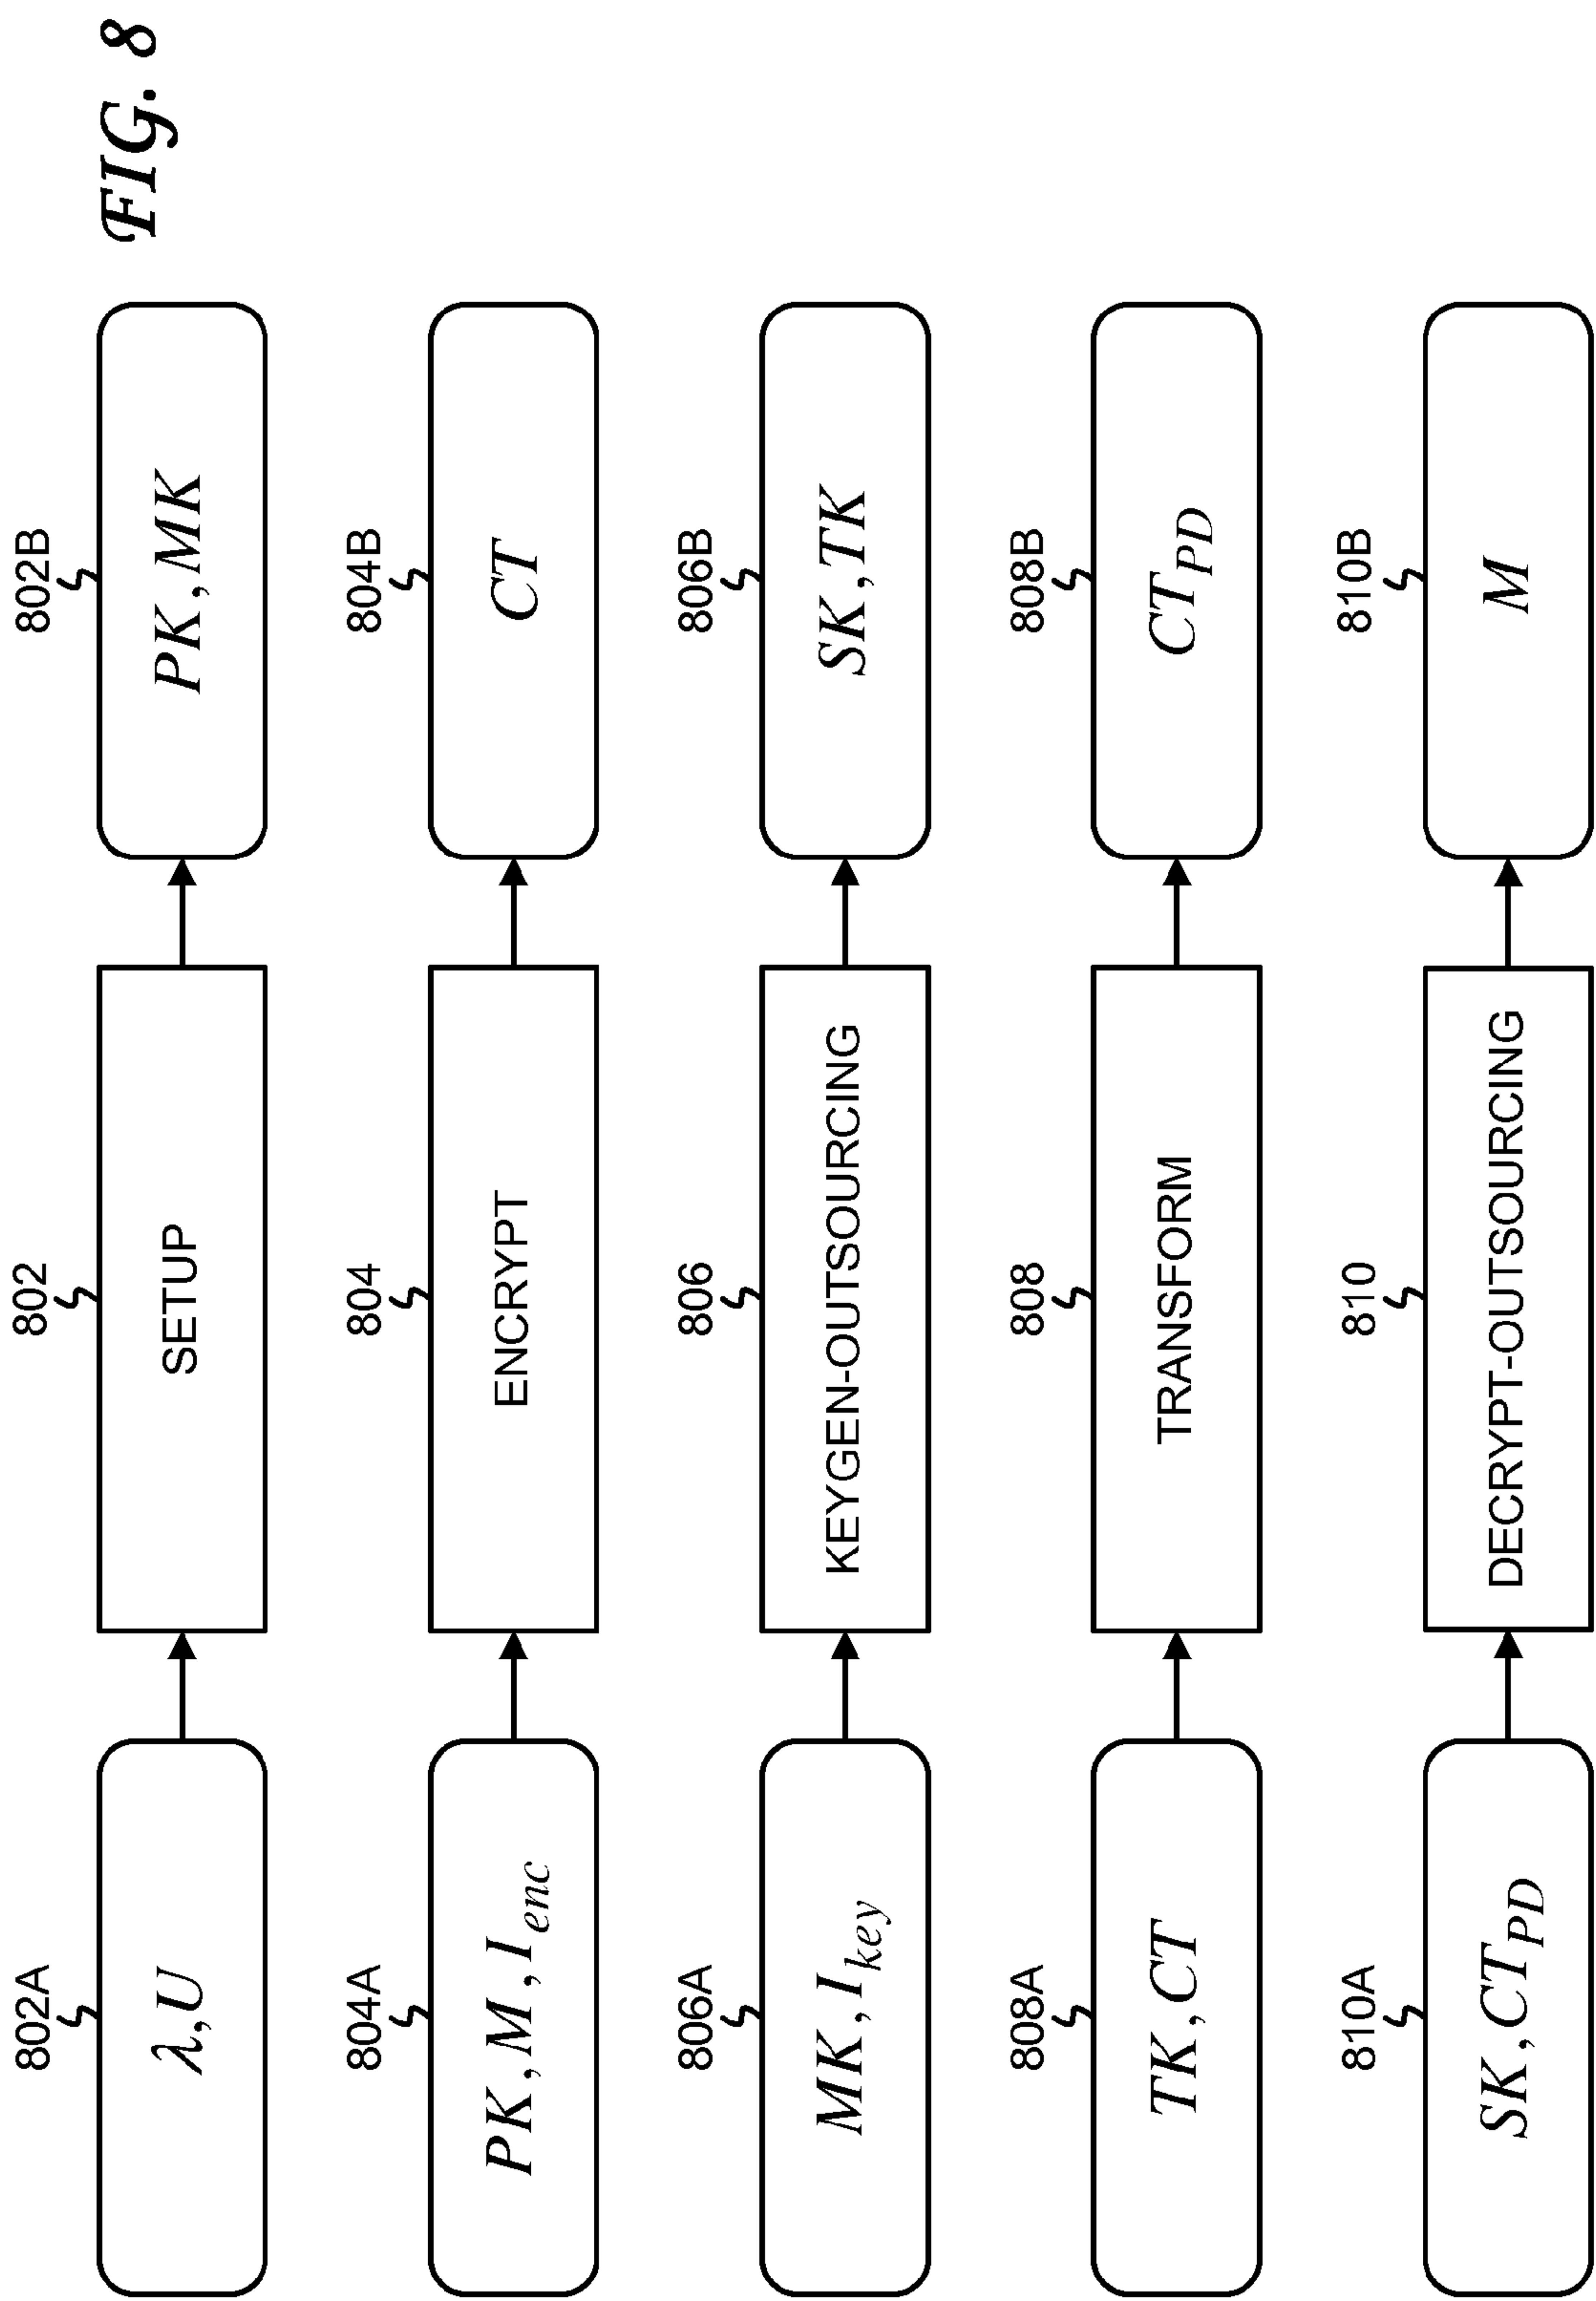 FIG. 8
802A 802 802B
λ, U SETUP PK, MK
804A 804 804B
PK, M, I_enc ENCRYPT CT
806A 806 806B
MK, I_key KEYGEN-OUTSOURCING SK, TK
808A 808 808B
TK, CT TRANSFORM CT_PD
810A 810 810B
SK, CT_PD DECRYPT-OUTSOURCING M